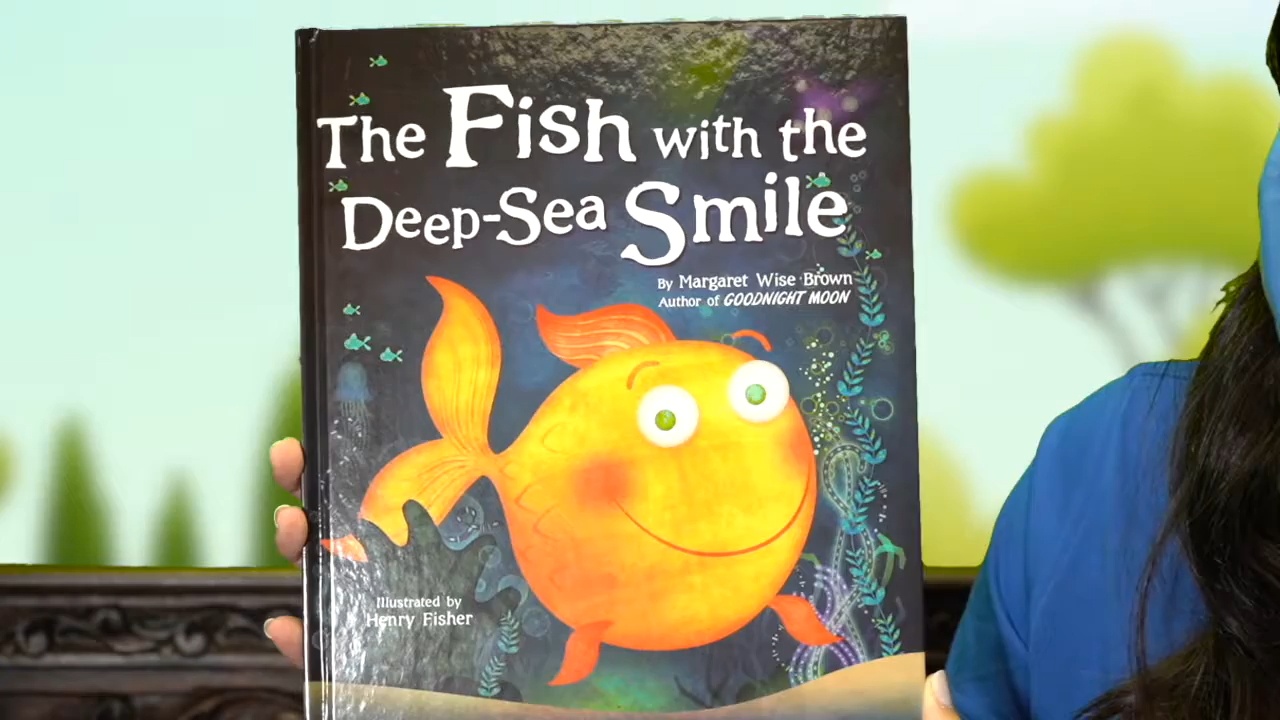 The Fish with the
Deep-Sea Smile
By Margaret Wise Brown
Author of GOODNIGHT MOON
Illustrated by
Henry Fisher